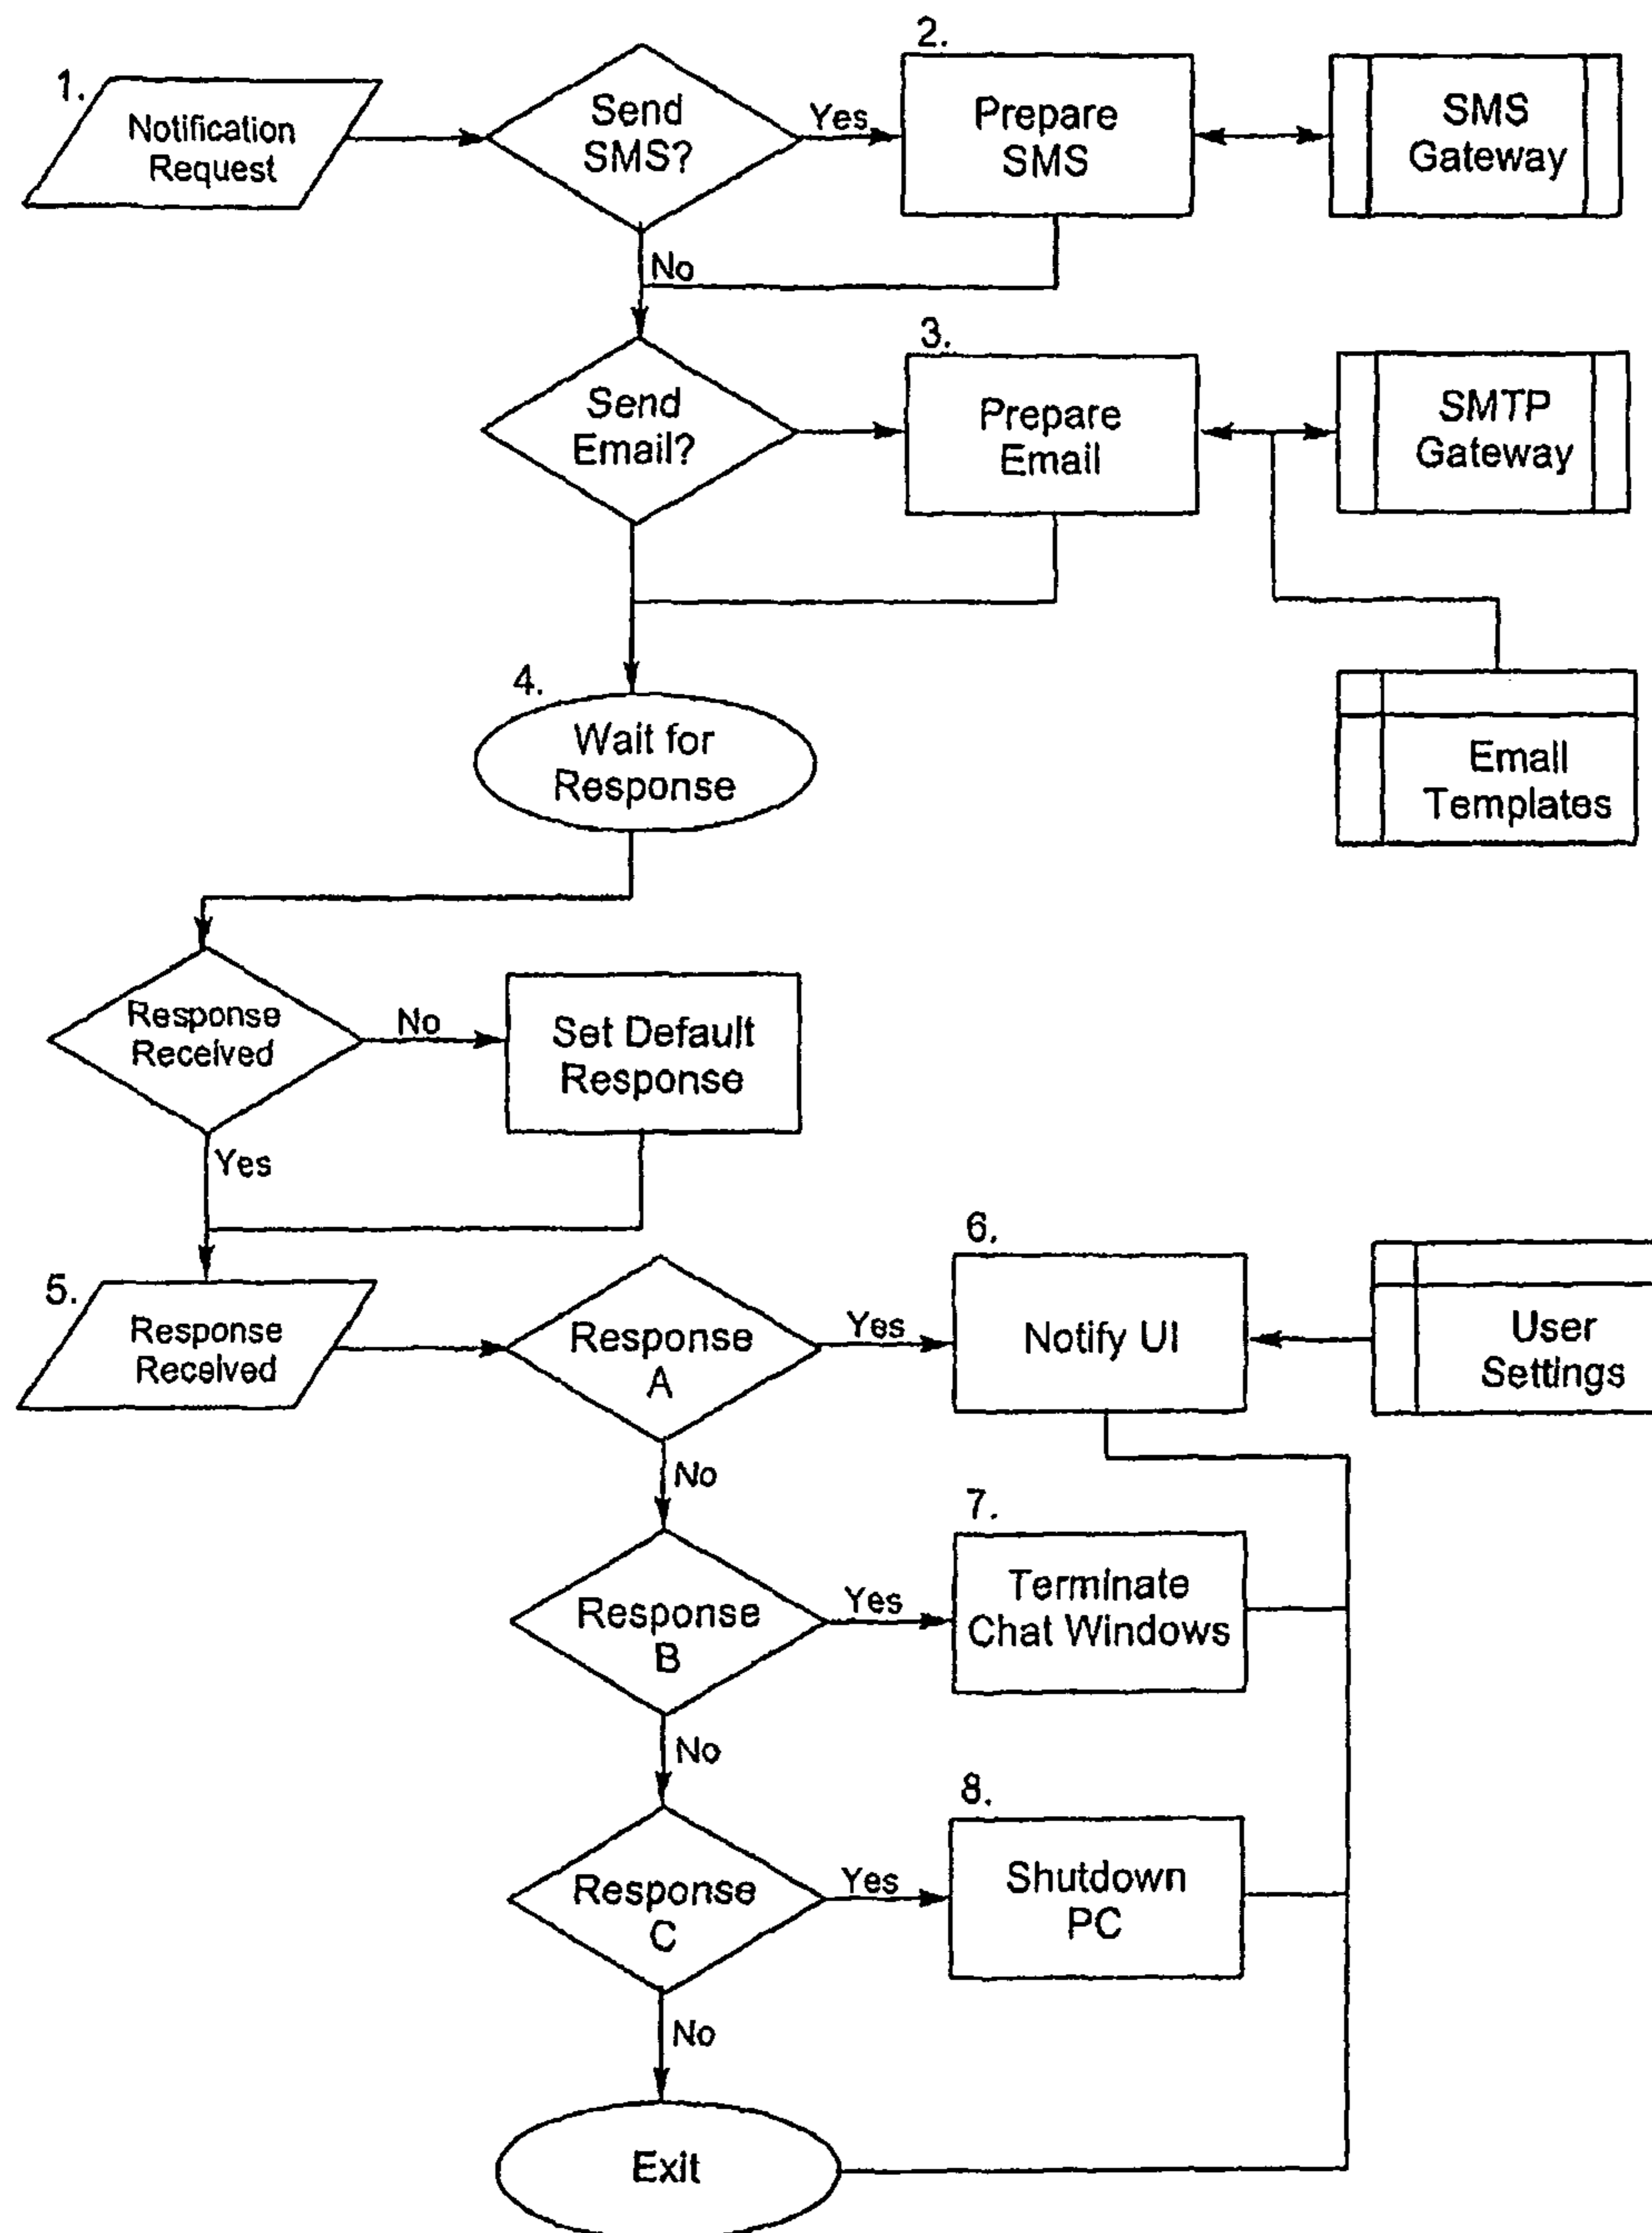 1.
Notification
Request
Send
SMS?
Yes
2.
Prepare
SMS
SMS
Gateway
No
Send
Email?
3.
Prepare
Email
SMTP
Gateway
4.
Wait for
Response
Email
Templates
Response
Received
No
Set Default
Response
Yes
5.
Response
Received
Response
A
Yes
6.
Notify UI
User
Settings
No
Response
B
Yes
7.
Terminate
Chat Windows
No
Response
C
Yes
8.
Shutdown
PC
No
Exit